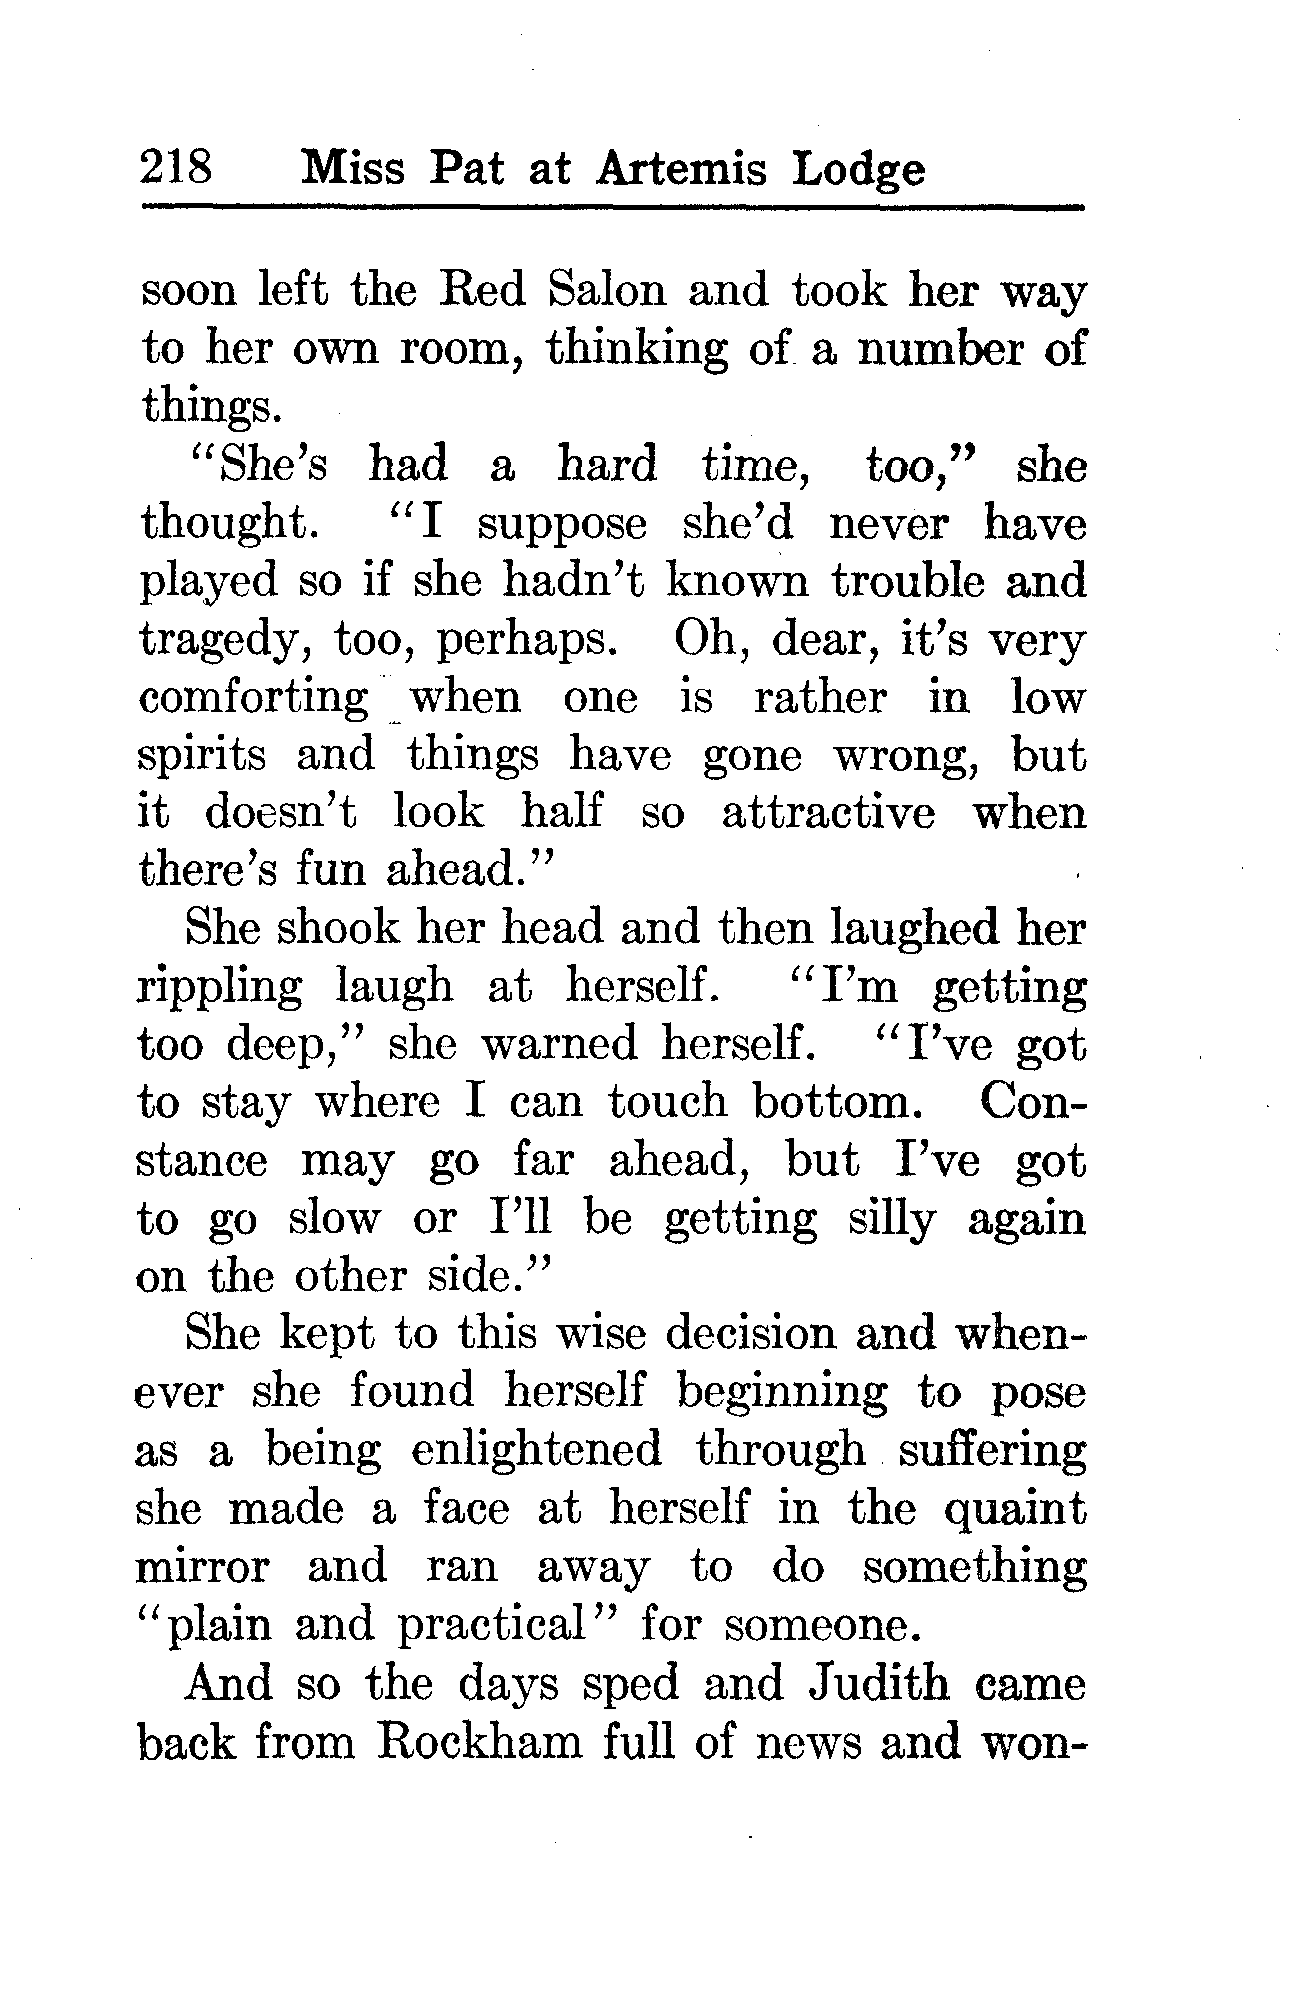 218 Miss Pat at Artemis Lodge
soon left the Red Salon and took her way
to her own room, thinking of a number of
things.
"She's had a hard time, too," she
thought. "I suppose she'd never have
played so if she hadn't known trouble and
tragedy, too, perhaps. Oh, dear, it's very
comforting when one is rather in low
spirits and things have gone wrong, but
it doesn't look half so attractive when
there's fun ahead."
She shook her head and then laughed her
rippling laugh at herself. "I'm getting
too deep," she warned herself. "I've got
to stay where I can touch bottom. Con-
stance may go far ahead, but I've got
to go slow or I'll be getting silly again
on the other side."
She kept to this wise decision and when-
ever she found herself beginning to pose
as a being enlightened through suffering
she made a face at herself in the quaint
mirror and ran away to do something
"plain and practical" for someone.
And so the days sped and Judith came
back from Rockham full of news and won-